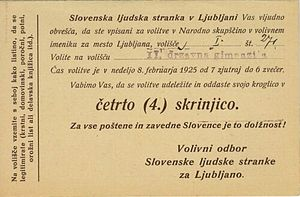 Slovenska ljudska stranka v Ljubljani Vas vljudno
obvešča, da ste vpisani za volitve v Narodno skupščino v volivnem
imeniku za mesto Ljubljana, volišče I. št. 271
Volite na volišču II. državna gimnazija
Čas volitve je v nedeljo 8. februarja 1925 od 7 zjutraj do 6 zvečer.
Vabimo Vas, da se volitve udeležite in oddaste svojo kroglico v
četrto (4.) skrinjico.
Za vse poštene in zavedne Slovence je to dolžnost!
Volivni odbor
Slovenske ljudske stranke
za Ljubljano.
Na volišče vzemite s seboj kako listino, da se
legitimirate (krstni, domovinski, poročni, polni,
orožni list ali delavska knjižica itd.).